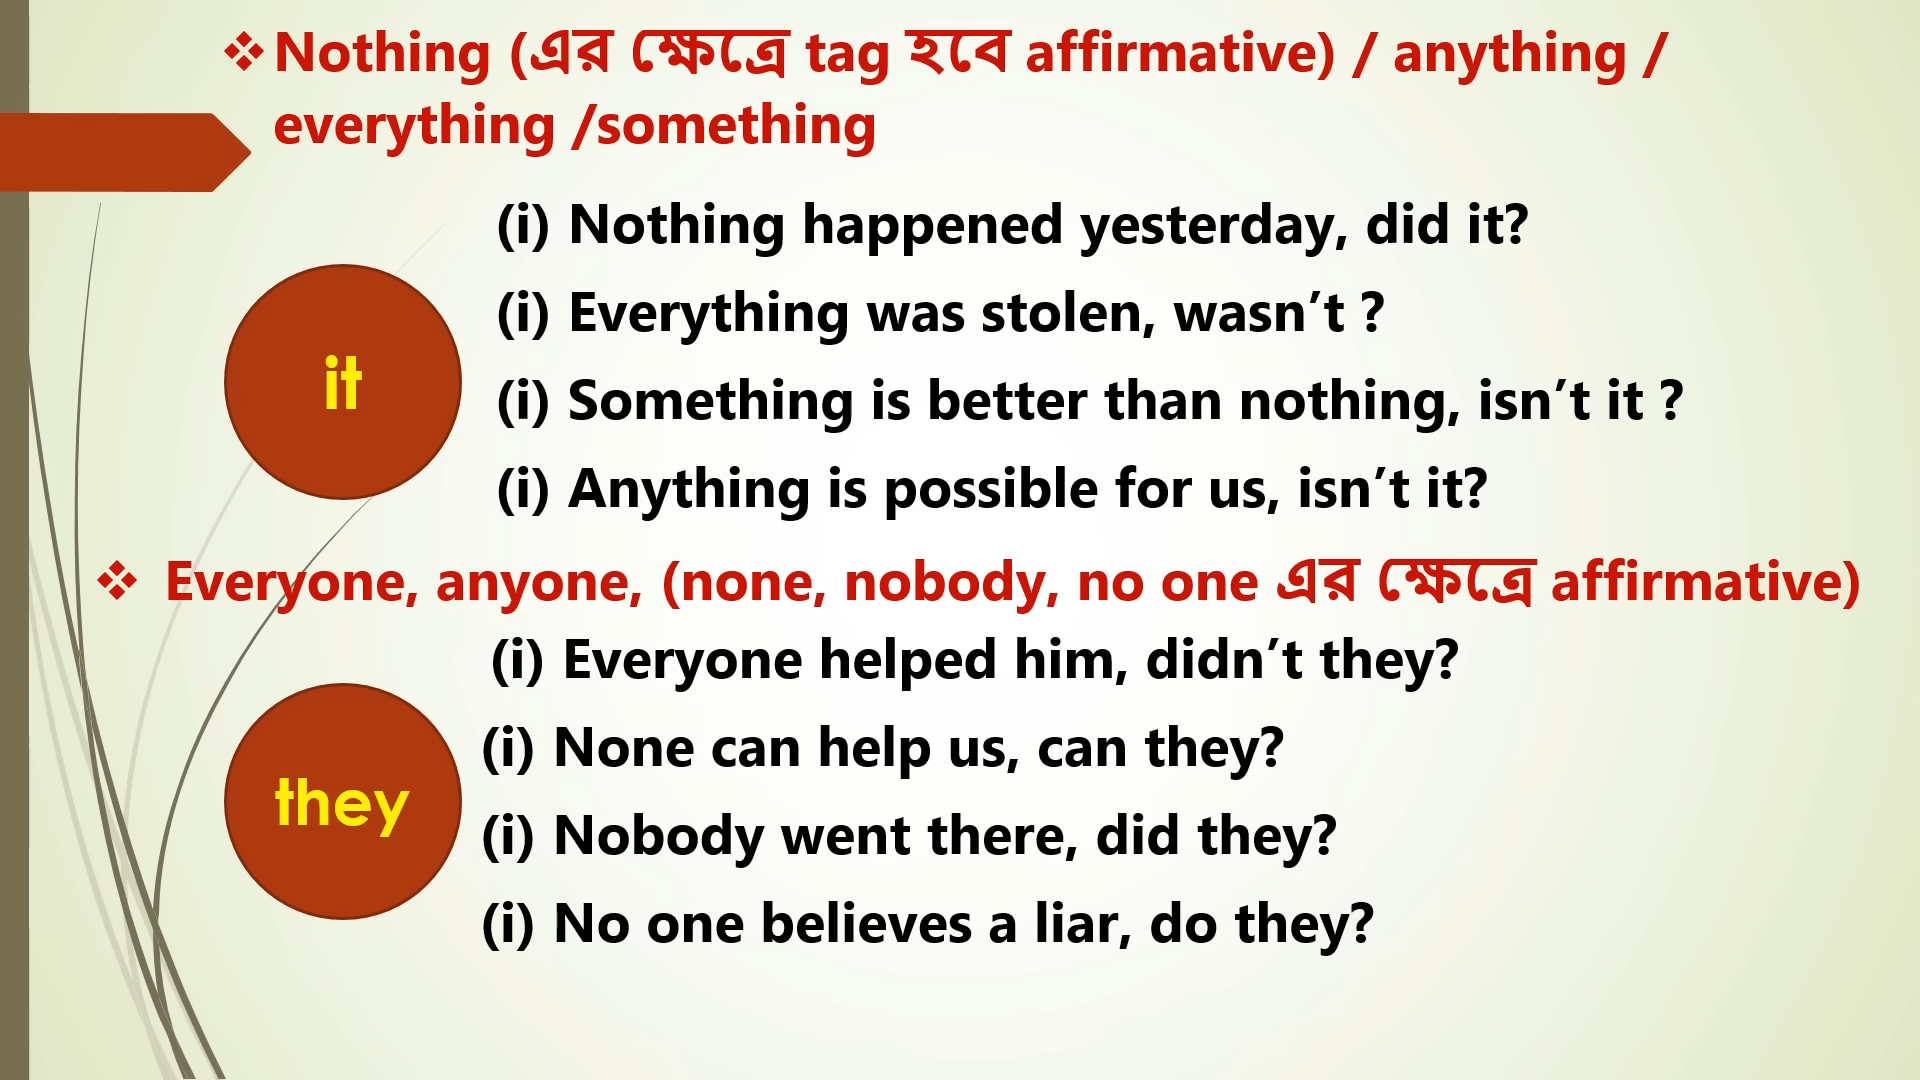 ❖ Nothing (এর ক্ষেত্রে tag হবে affirmative) / anything /
everything /something
(i) Nothing happened yesterday, did it?
(i) Everything was stolen, wasn’t ?
(i) Something is better than nothing, isn’t it ?
(i) Anything is possible for us, isn’t it?
it
❖ Everyone, anyone, (none, nobody, no one এর ক্ষেত্রে affirmative)
(i) Everyone helped him, didn’t they?
(i) None can help us, can they?
(i) Nobody went there, did they?
(i) No one believes a liar, do they?
they